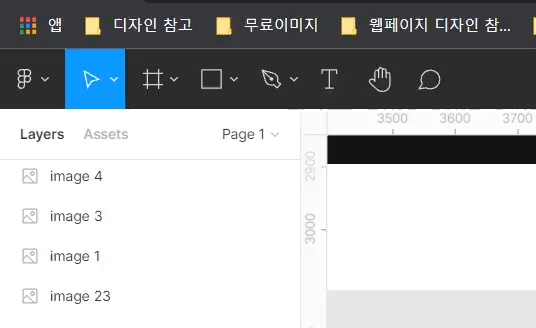 앱 디자인 참고 무료이미지 웹페이지 디자인 참...
T
Layers Assets Page 1
3500 3600 3700
2900
image 4
image 3
3000
image 1
image 23